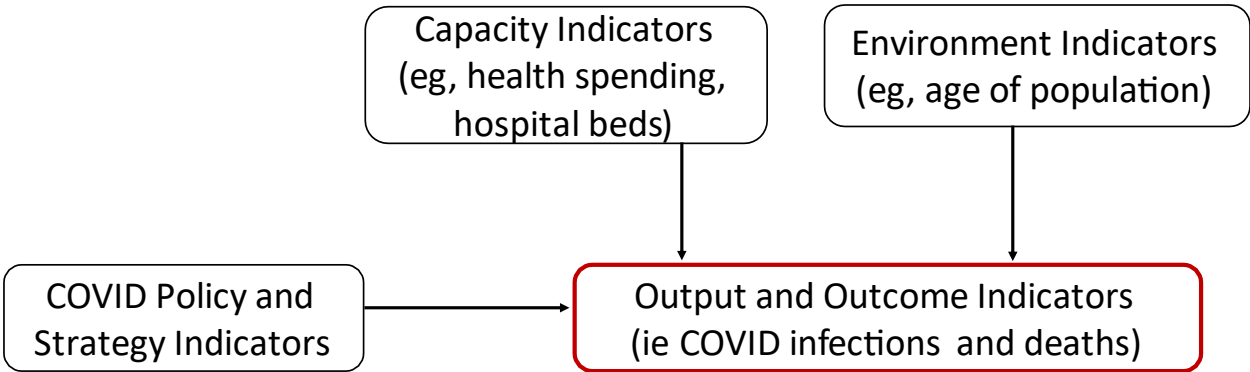 Capacity Indicators
(eg, health spending,
hospital beds)
Environment Indicators
(eg, age of population)
COVID Policy and
Strategy Indicators
Output and Outcome Indicators
(ie COVID infections and deaths)